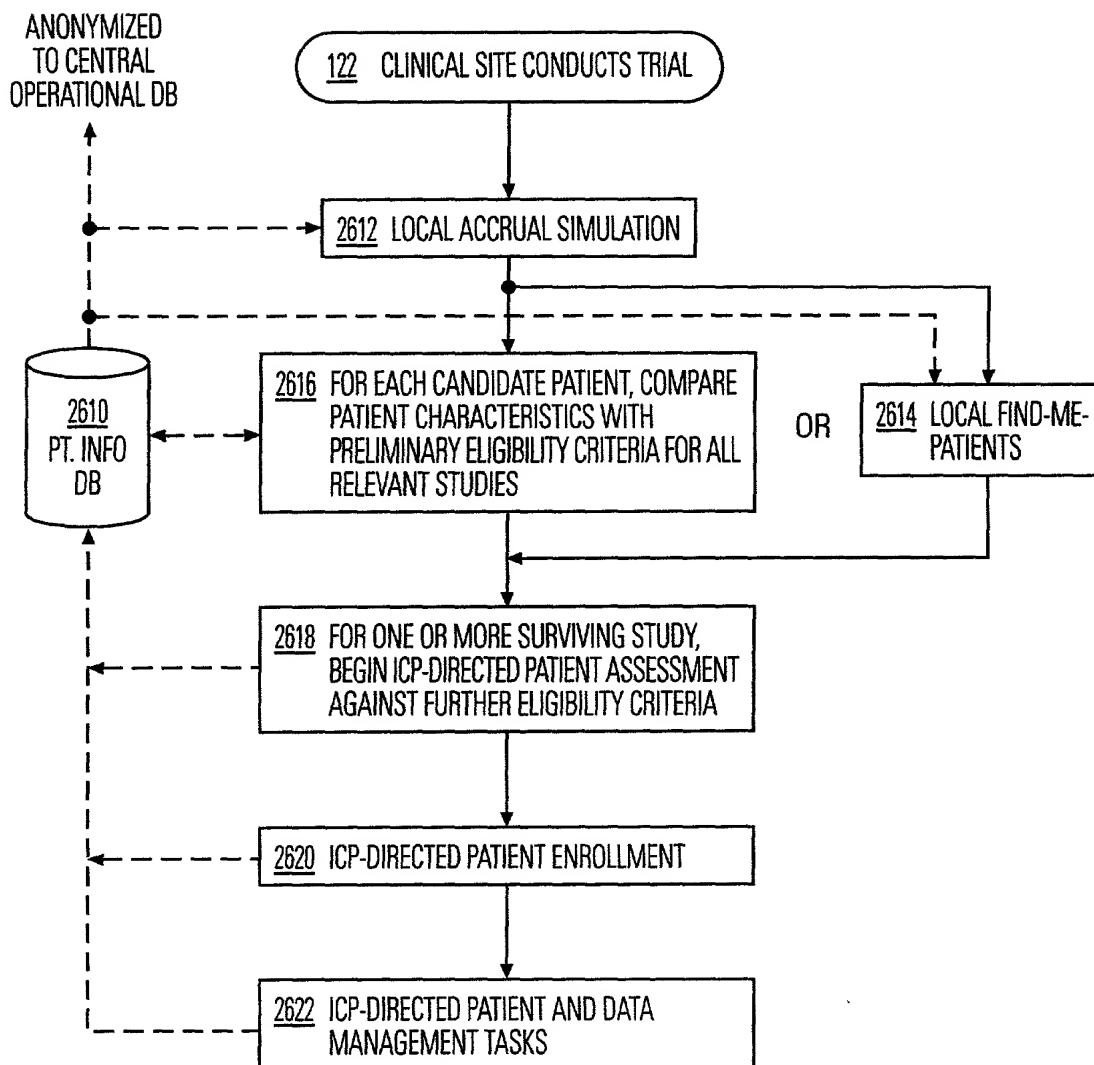 ANONYMIZED
TO CENTRAL
OPERATIONAL DB
122 CLINICAL SITE CONDUCTS TRIAL
2612 LOCAL ACCRUAL SIMULATION
2610
PT. INFO
DB
2616 FOR EACH CANDIDATE PATIENT, COMPARE
PATIENT CHARACTERISTICS WITH
PRELIMINARY ELIGIBILITY CRITERIA FOR ALL
RELEVANT STUDIES
OR
2614 LOCAL FIND-ME-
PATIENTS
2618 FOR ONE OR MORE SURVIVING STUDY,
BEGIN ICP-DIRECTED PATIENT ASSESSMENT
AGAINST FURTHER ELIGIBILITY CRITERIA
2620 ICP-DIRECTED PATIENT ENROLLMENT
2622 ICP-DIRECTED PATIENT AND DATA
MANAGEMENT TASKS